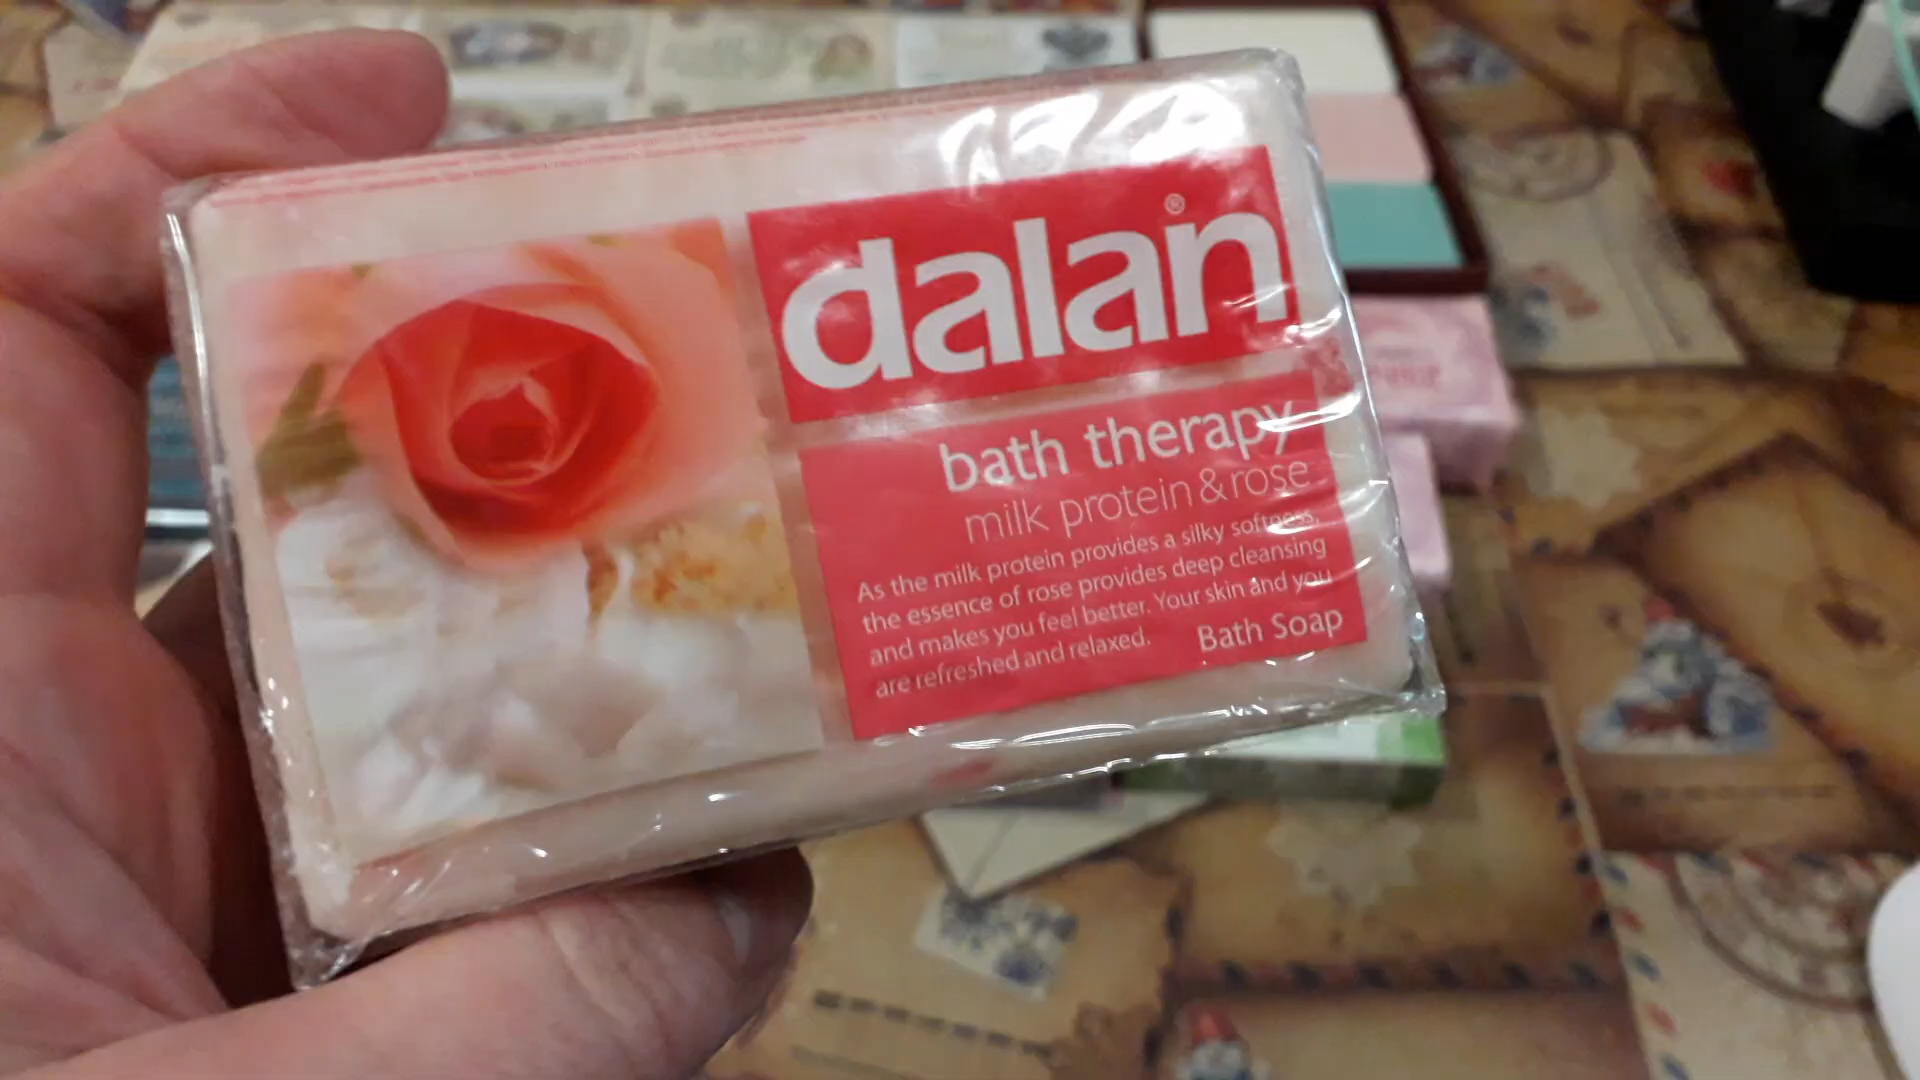 dalan®
bath therapy
milk protein & rose
As the milk protein provides a silky softness,
the essence of rose provides deep cleansing
and makes you feel better. Your skin and you
are refreshed and relaxed.
Bath Soap